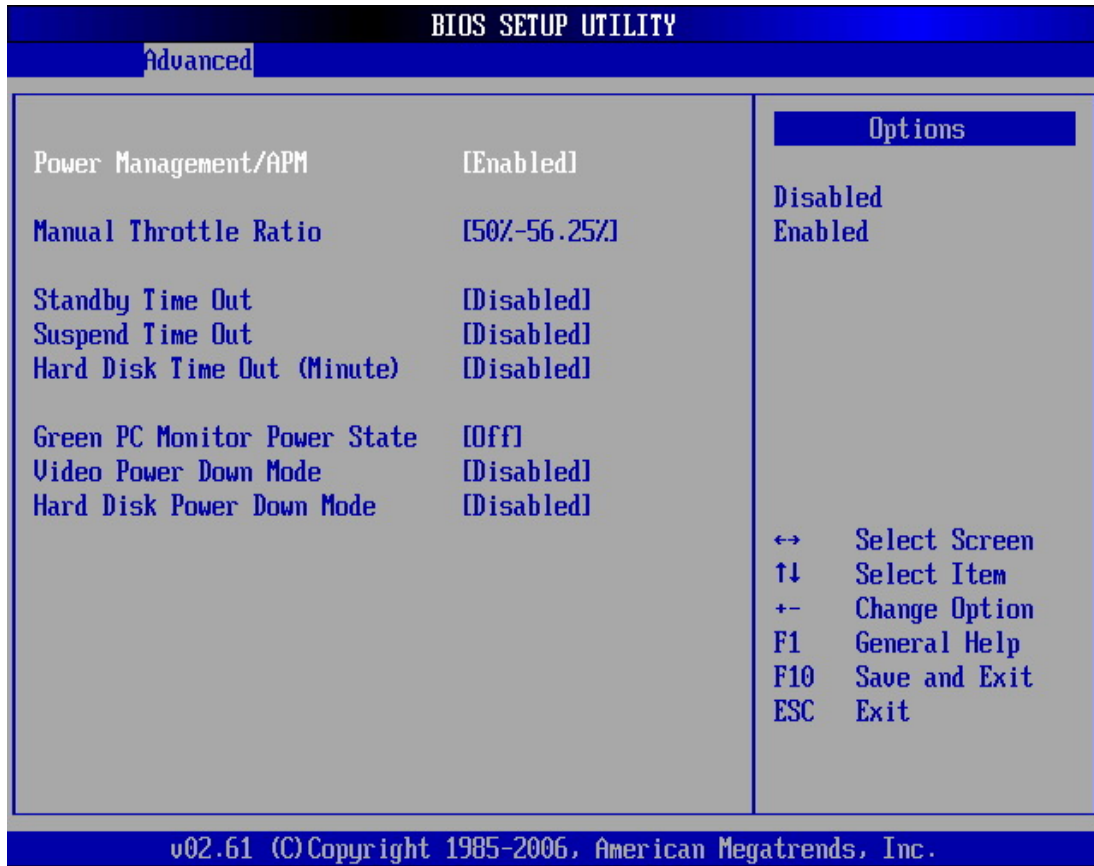 BIOS SETUP UTILITY
Advanced
Power Management/APM [Enabled]
Manual Throttle Ratio [50%-56.25%]
Standby Time Out [Disabled]
Suspend Time Out [Disabled]
Hard Disk Time Out (Minute) [Disabled]
Green PC Monitor Power State [Off]
Video Power Down Mode [Disabled]
Hard Disk Power Down Mode [Disabled]
Options
Disabled
Enabled
←→ Select Screen
↑↓ Select Item
+- Change Option
F1 General Help
F10 Save and Exit
ESC Exit
v02.61 (C)Copyright 1985-2006, American Megatrends, Inc.